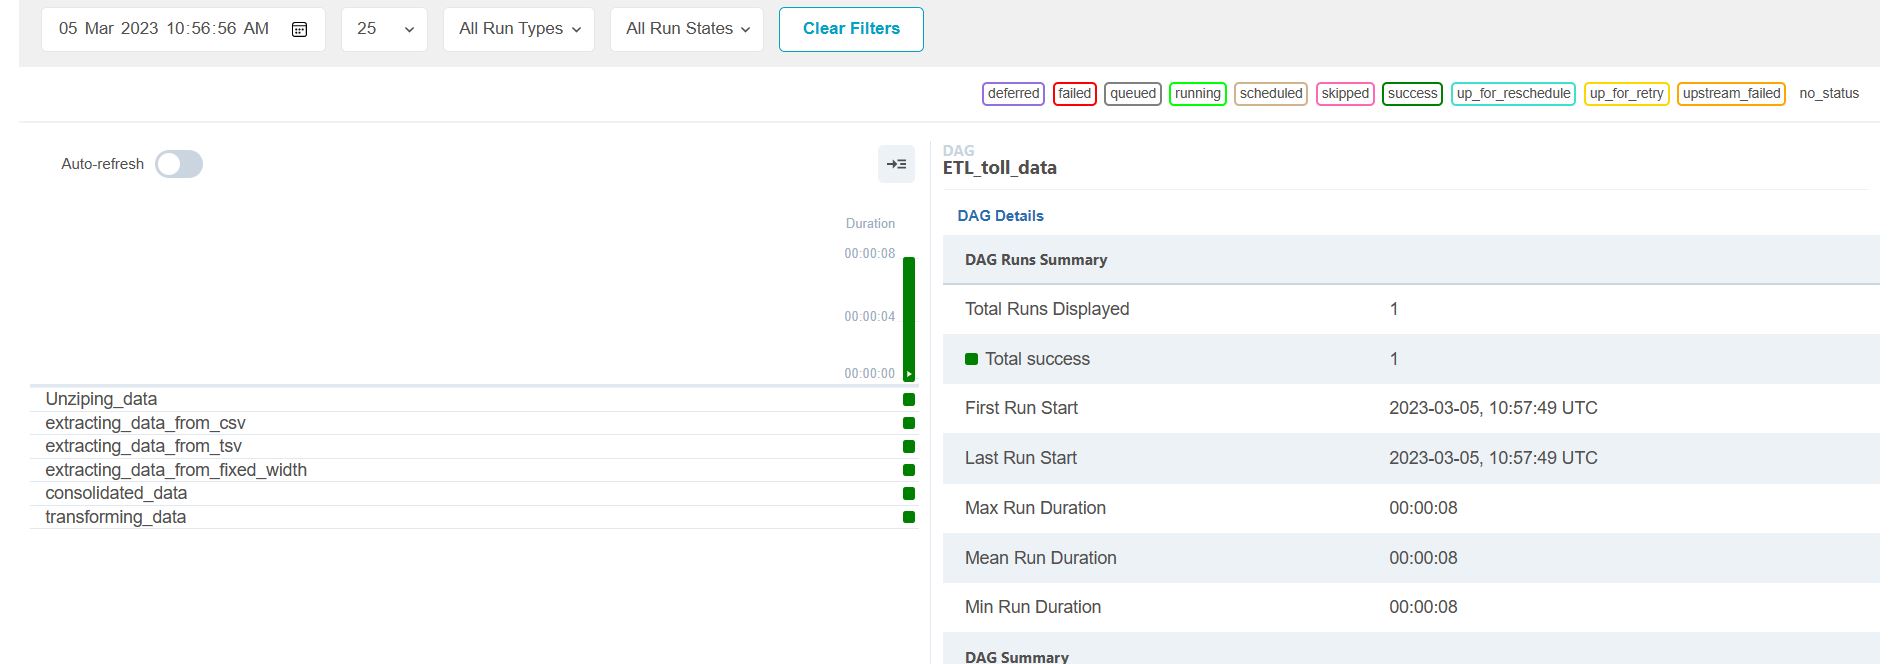 05 Mar 2023 10:56:56 AM 25 All Run Types All Run States Clear Filters
deferred failed queued running scheduled skipped success up_for_reschedule up_for_retry upstream_failed no_status
Auto-refresh
Duration
00:00:08
00:00:04
00:00:00
Unziping_data
extracting_data_from_csv
extracting_data_from_tsv
extracting_data_from_fixed_width
consolidated_data
transforming_data
DAG
ETL_toll_data
DAG Details
DAG Runs Summary
Total Runs Displayed 1
Total success 1
First Run Start 2023-03-05, 10:57:49 UTC
Last Run Start 2023-03-05, 10:57:49 UTC
Max Run Duration 00:00:08
Mean Run Duration 00:00:08
Min Run Duration 00:00:08
DAG Summary